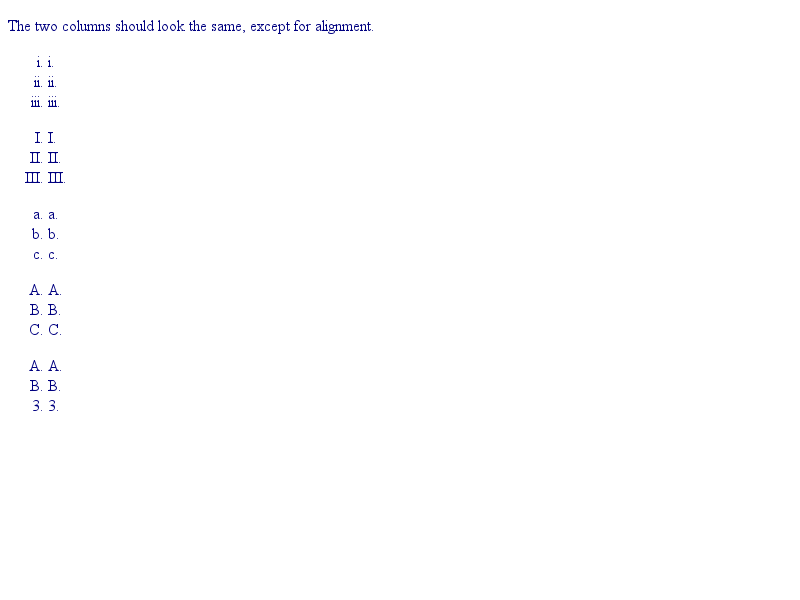 The two columns should look the same, except for alignment.
i. i.
ii. ii.
iii. iii.
I. I.
II. II.
III. III.
a. a.
b. b.
c. c.
A. A.
B. B.
C. C.
A. A.
B. B.
3. 3.